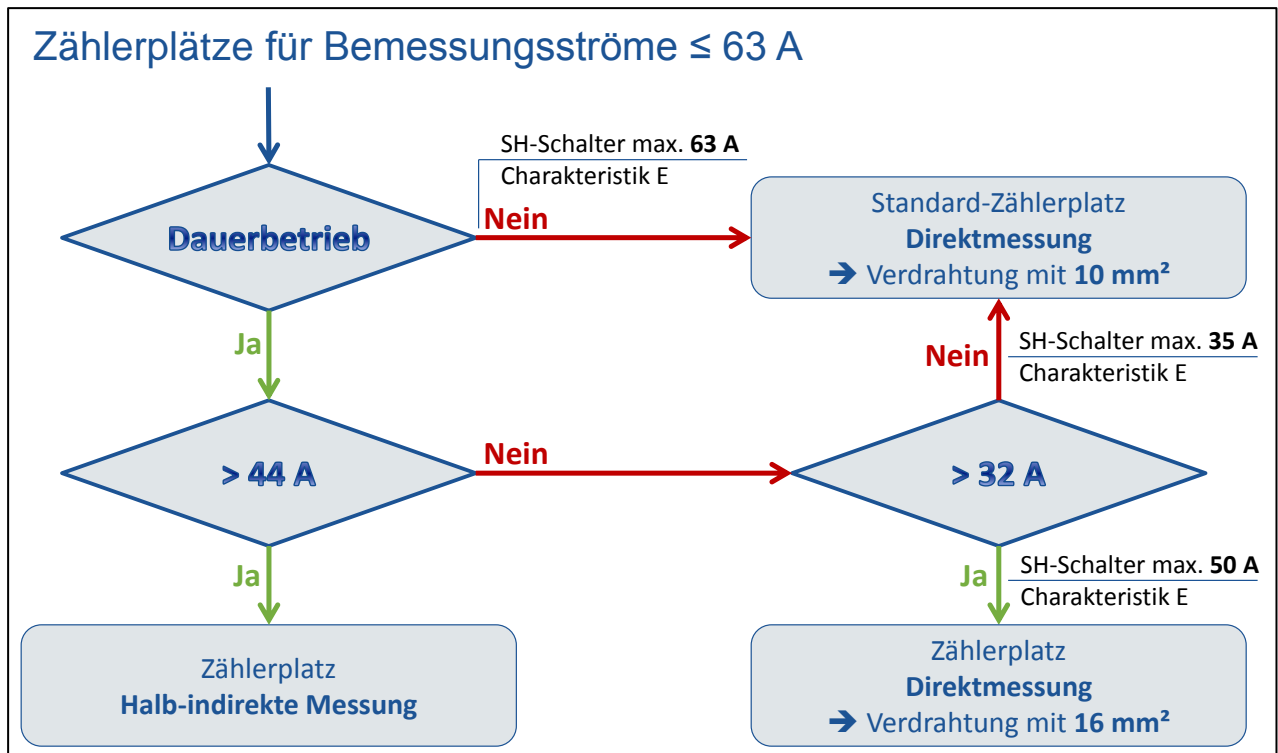 Zählerplätze für Bemessungsströme ≤ 63 A
SH-Schalter max. 63 A
Charakteristik E
Dauerbetrieb
Nein
Standard-Zählerplatz
Direktmessung
➔ Verdrahtung mit 10 mm²
Ja
Nein
SH-Schalter max. 35 A
Charakteristik E
> 44 A
Nein
> 32 A
Ja
Ja
SH-Schalter max. 50 A
Charakteristik E
Zählerplatz
Halb-indirekte Messung
Zählerplatz
Direktmessung
➔ Verdrahtung mit 16 mm²